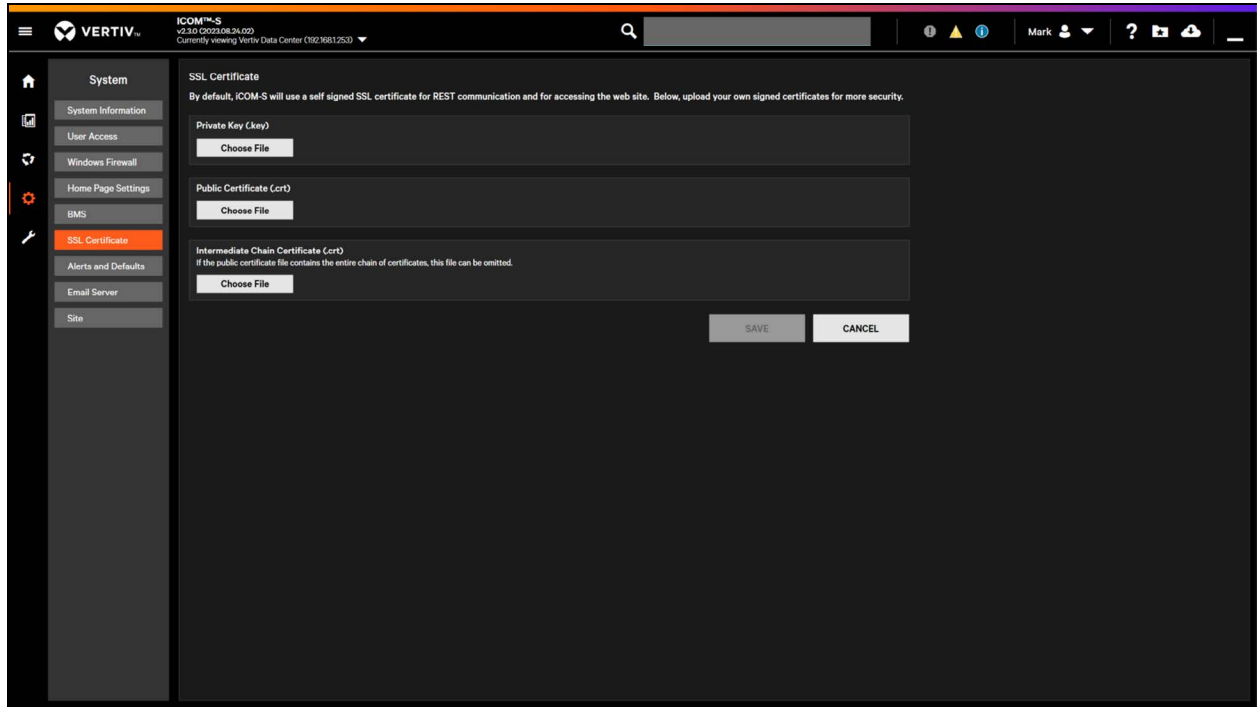 VERTIV™
ICOM™-S
v2.3.0 (2023.08.24.02)
Currently viewing Vertiv Data Center (192.168.1.253)
Mark
?
System
System Information
User Access
Windows Firewall
Home Page Settings
BMS
SSL Certificate
Alerts and Defaults
Email Server
Site
SSL Certificate
By default, iCOM-S will use a self signed SSL certificate for REST communication and for accessing the web site. Below, upload your own signed certificates for more security.
Private Key (.key)
Choose File
Public Certificate (.crt)
Choose File
Intermediate Chain Certificate (.crt)
If the public certificate file contains the entire chain of certificates, this file can be omitted.
Choose File
SAVE
CANCEL